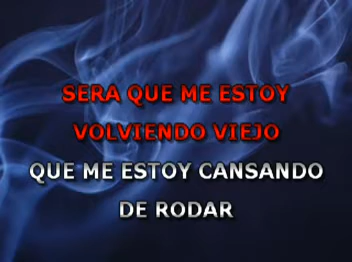 SERA QUE ME ESTOY
VOLVIENDO VIEJO
QUE ME ESTOY CANSANDO
DE RODAR